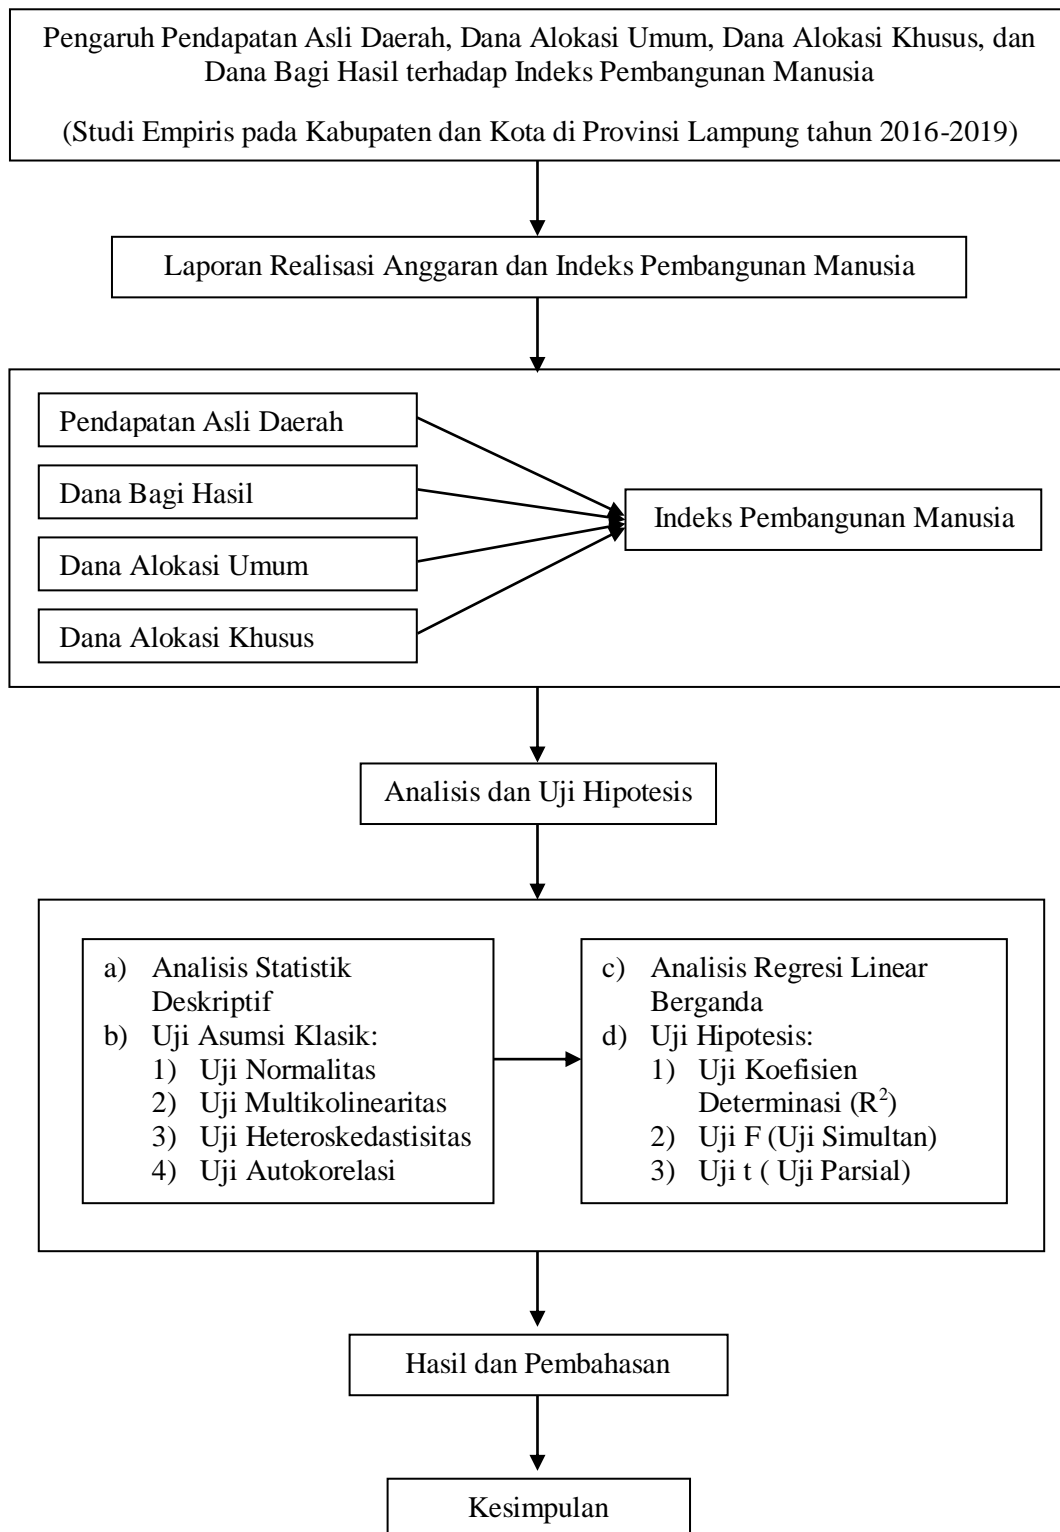 Pengaruh Pendapatan Asli Daerah, Dana Alokasi Umum, Dana Alokasi Khusus, dan
Dana Bagi Hasil terhadap Indeks Pembangunan Manusia
(Studi Empiris pada Kabupaten dan Kota di Provinsi Lampung tahun 2016-2019)
Laporan Realisasi Anggaran dan Indeks Pembangunan Manusia
Pendapatan Asli Daerah
Dana Bagi Hasil
Dana Alokasi Umum
Dana Alokasi Khusus
Indeks Pembangunan Manusia
Analisis dan Uji Hipotesis
a) Analisis Statistik
Deskriptif
b) Uji Asumsi Klasik:
1) Uji Normalitas
2) Uji Multikolinearitas
3) Uji Heteroskedastisitas
4) Uji Autokorelasi
c) Analisis Regresi Linear
Berganda
d) Uji Hipotesis:
1) Uji Koefisien
Determinasi (R²)
2) Uji F (Uji Simultan)
3) Uji t ( Uji Parsial)
Hasil dan Pembahasan
Kesimpulan